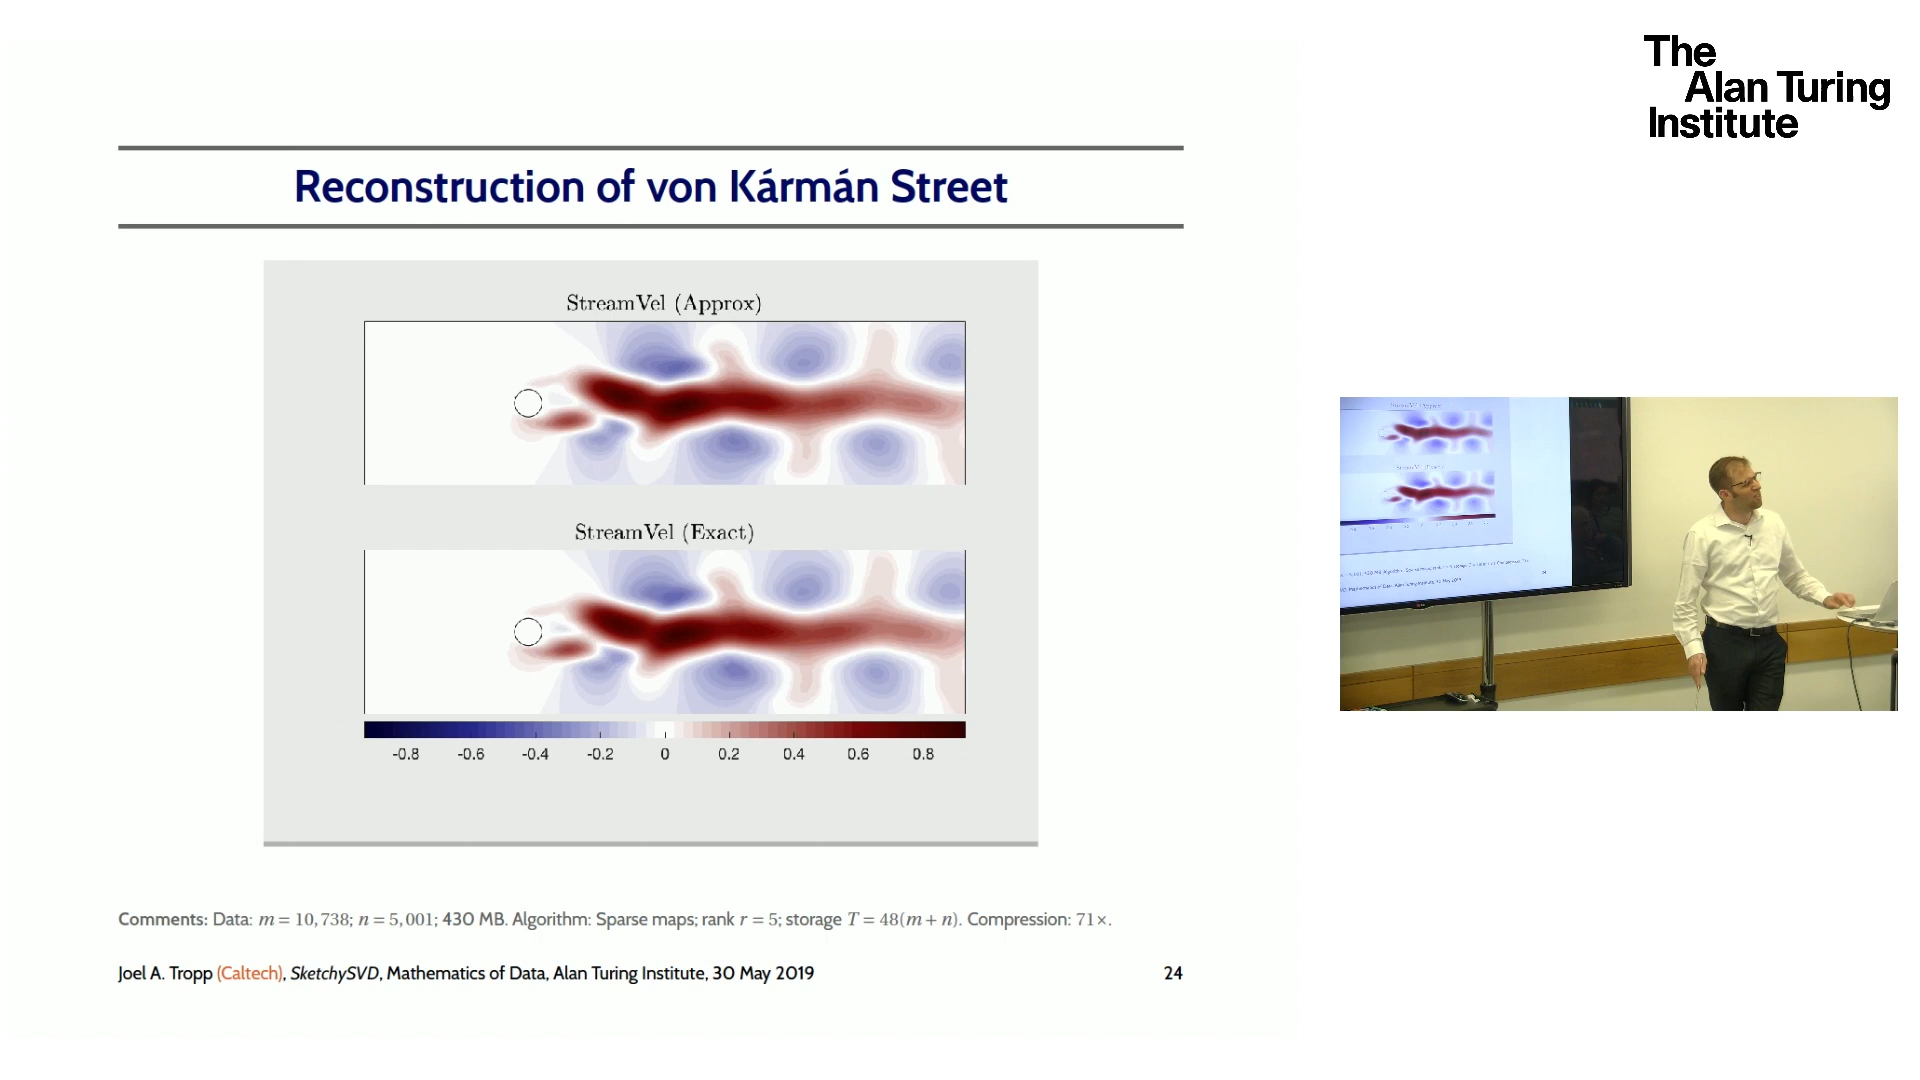 The
Alan Turing
Institute
Reconstruction of von Kármán Street
StreamVel (Approx)
StreamVel (Exact)
-0.8 -0.6 -0.4 -0.2 0 0.2 0.4 0.6 0.8
Comments: Data: m = 10,738; n = 5,001; 430 MB. Algorithm: Sparse maps; rank r = 5; storage T = 48(m + n). Compression: 71×.
Joel A. Tropp (Caltech), SketchySVD, Mathematics of Data, Alan Turing Institute, 30 May 2019 24